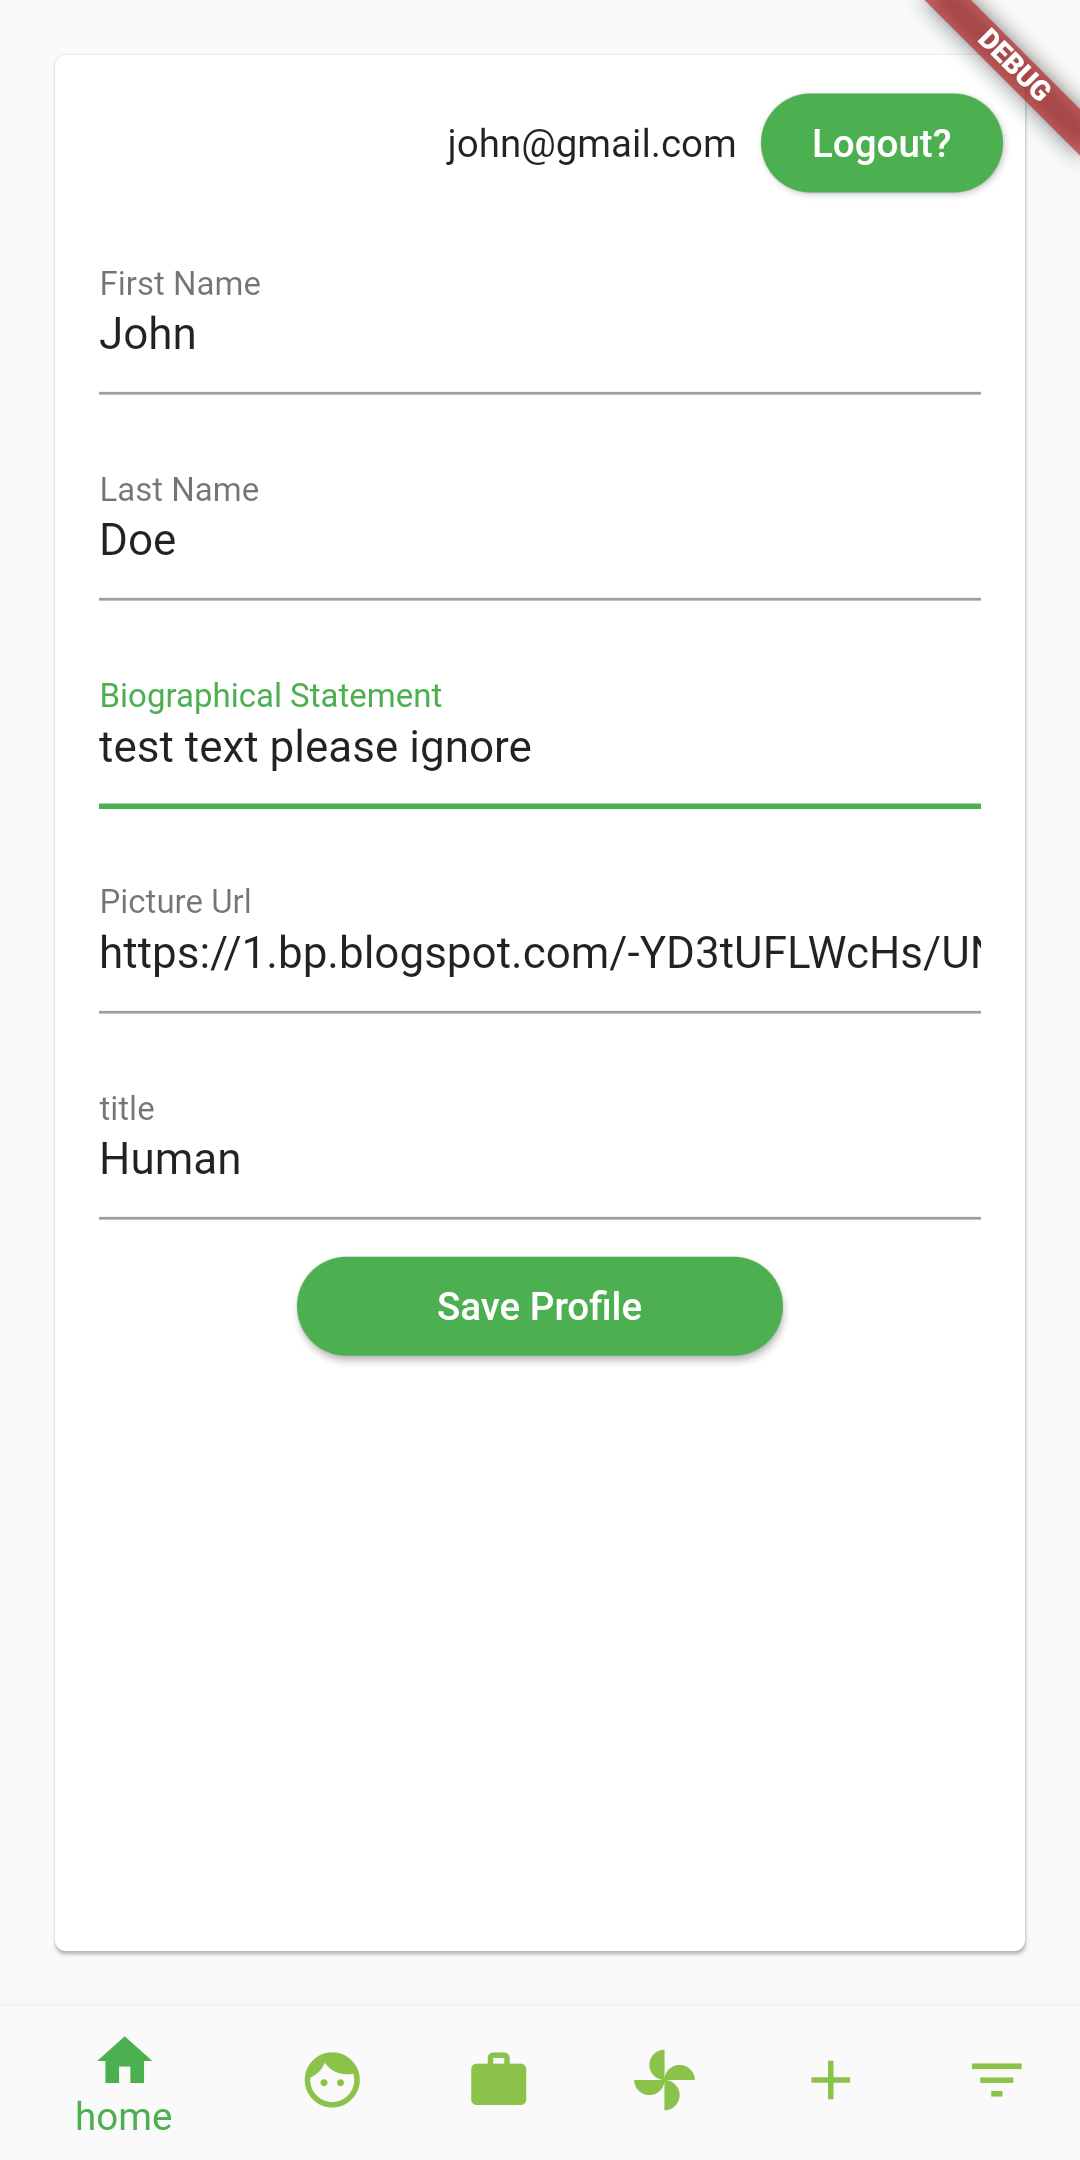 DEBUG
john@gmail.com Logout?
First Name
John
Last Name
Doe
Biographical Statement
test text please ignore
Picture Url
https://1.bp.blogspot.com/-YD3tUFLWcHs/UN
title
Human
Save Profile
home